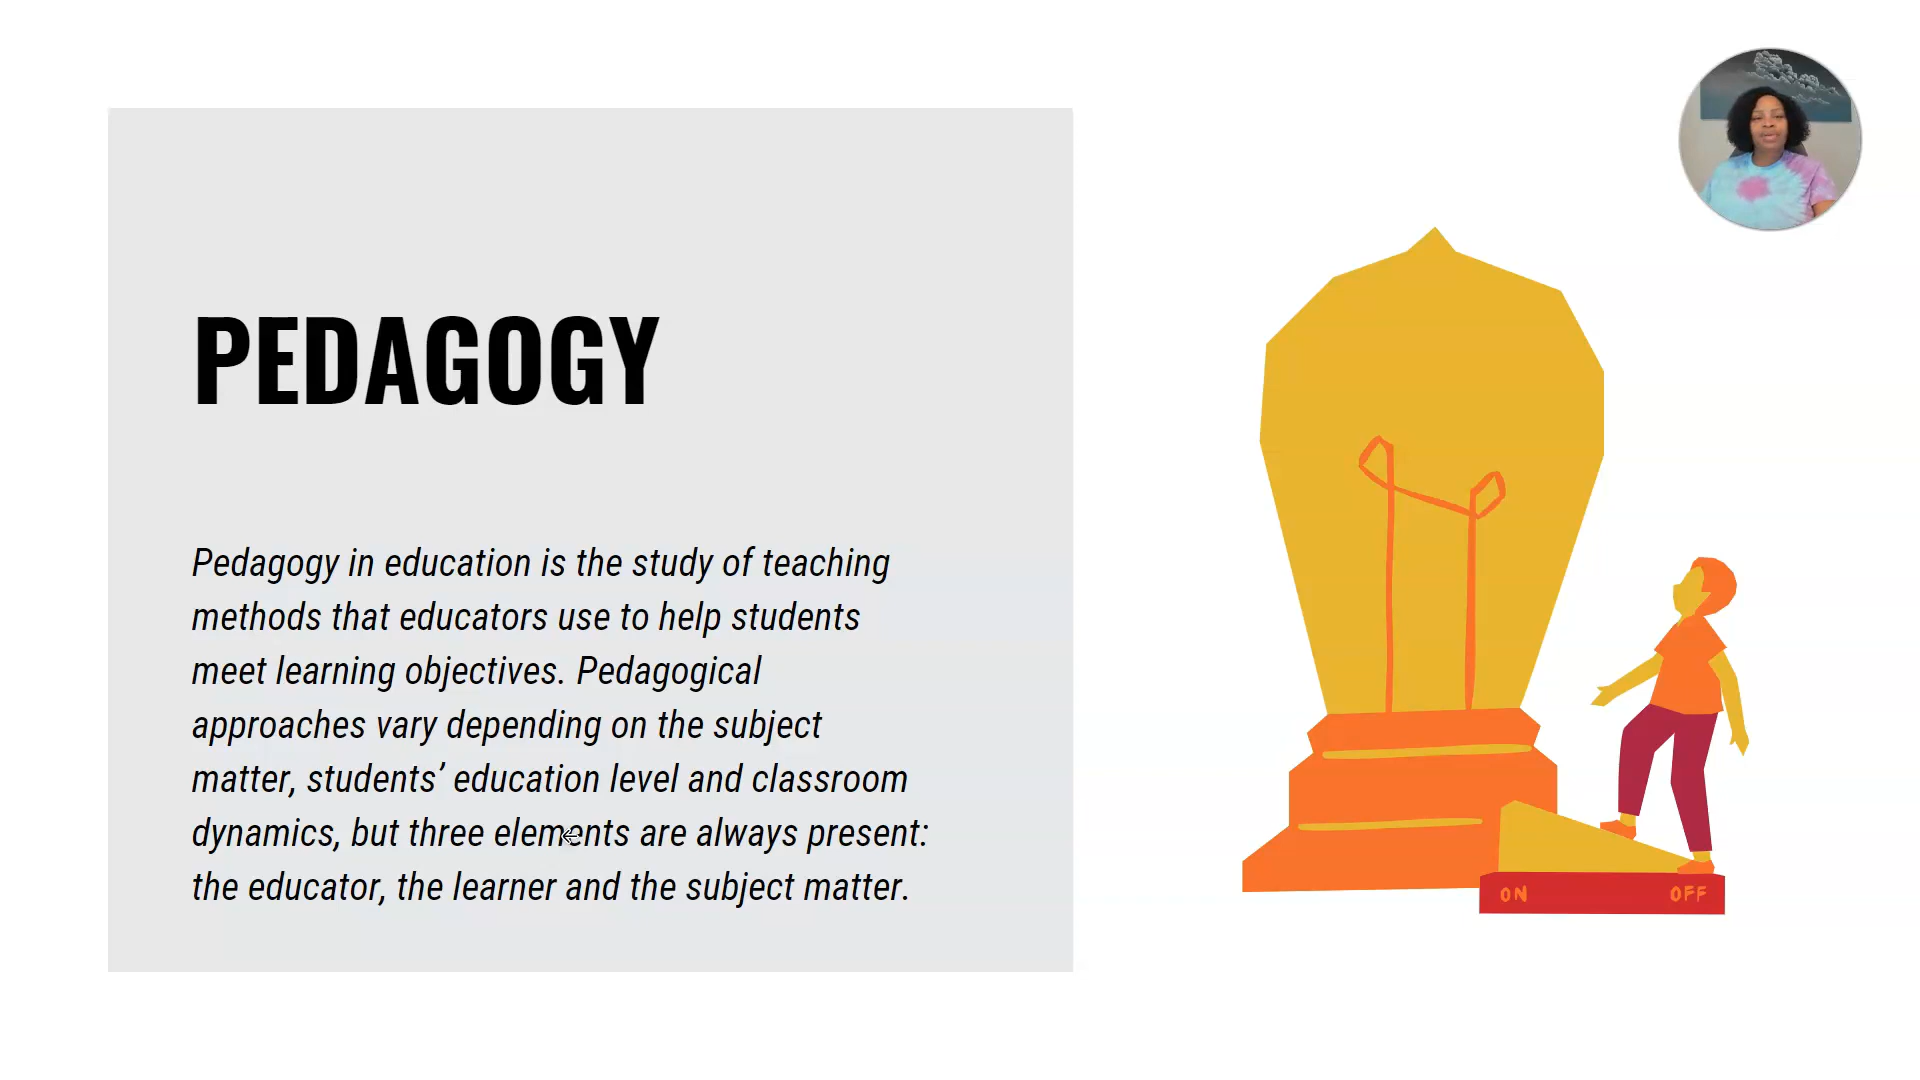 PEDAGOGY
Pedagogy in education is the study of teaching
methods that educators use to help students
meet learning objectives. Pedagogical
approaches vary depending on the subject
matter, students’ education level and classroom
dynamics, but three elements are always present:
the educator, the learner and the subject matter.
ON OFF